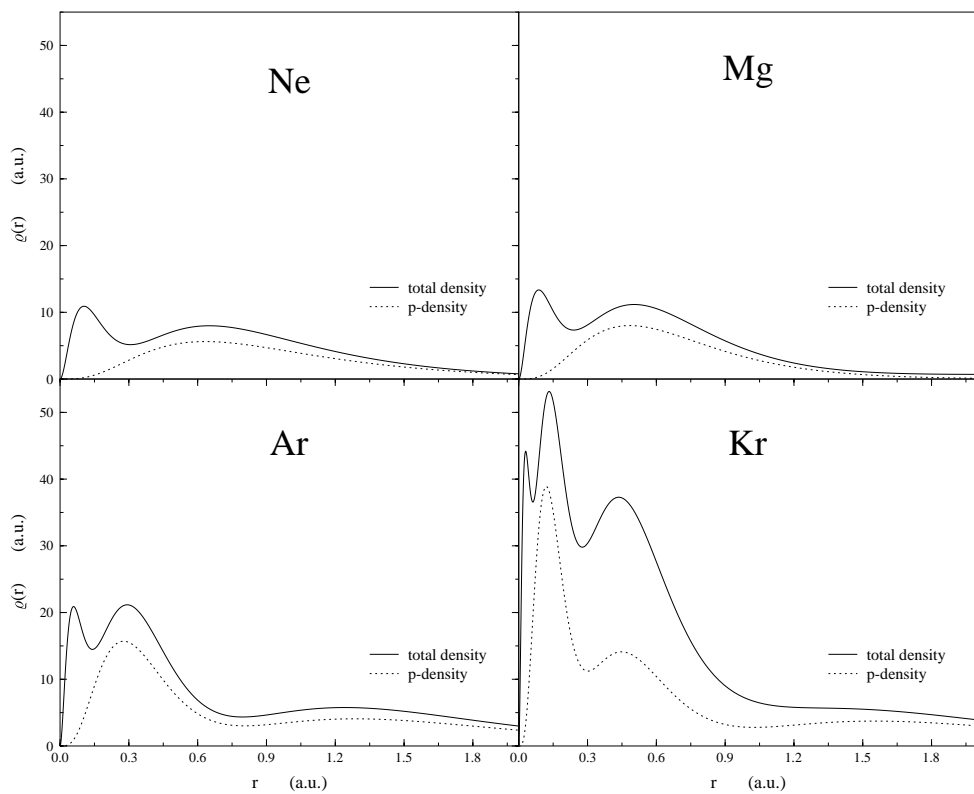 50
40
30
20
10
0
ϱ(r) (a.u.)
Ne
total density
p-density
Mg
total density
p-density
50
40
30
20
10
0
ϱ(r) (a.u.)
Ar
total density
p-density
0.0 0.3 0.6 0.9 1.2 1.5 1.8
r (a.u.)
Kr
total density
p-density
0.0 0.3 0.6 0.9 1.2 1.5 1.8
r (a.u.)